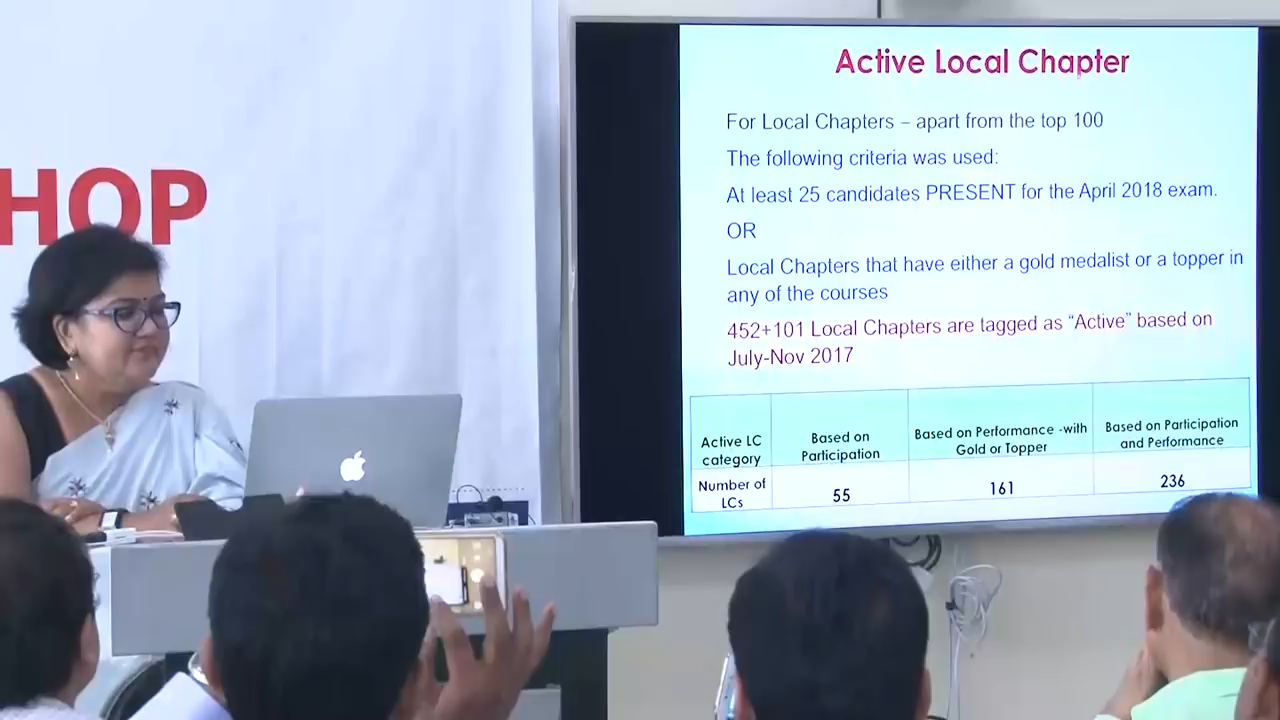 HOP
Active Local Chapter
For Local Chapters – apart from the top 100
The following criteria was used:
At least 25 candidates PRESENT for the April 2018 exam.
OR
Local Chapters that have either a gold medalist or a topper in
any of the courses
452+101 Local Chapters are tagged as “Active” based on
July-Nov 2017
Active LC
category
Based on
Participation
Based on Performance -with
Gold or Topper
Based on Participation
and Performance
Number of
LCs
55
161
236